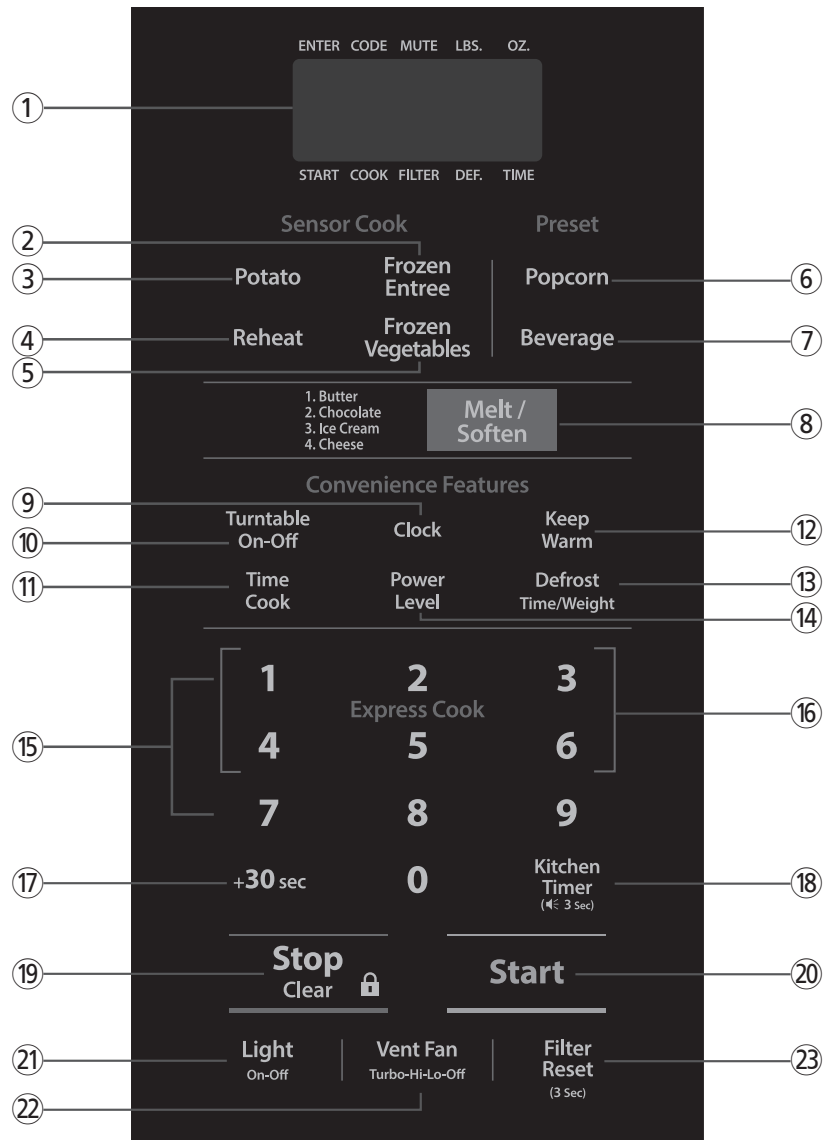 ENTER CODE MUTE LBS. OZ.
①
START COOK FILTER DEF. TIME
Sensor Cook Preset
②
③ Potato Frozen Entree Popcorn ⑥
④ Reheat Frozen Vegetables Beverage ⑦
⑤
1. Butter
2. Chocolate
3. Ice Cream
4. Cheese
Melt /
Soften
⑧
Convenience Features
⑨
Turntable
On-Off
⑩
Clock
Keep
Warm
⑫
⑪
Time
Cook
Power
Level
Defrost
Time/Weight
⑬
⑭
1 2 3
Express Cook
⑮ ⑯
4 5 6
7 8 9
⑰ +30 sec 0
Kitchen
Timer
(3 Sec)
⑱
⑲
Stop
Clear
Start ⑳
㉑
Light
On-Off
Vent Fan
Turbo-Hi-Lo-Off
Filter
Reset
(3 Sec)
㉓
㉒